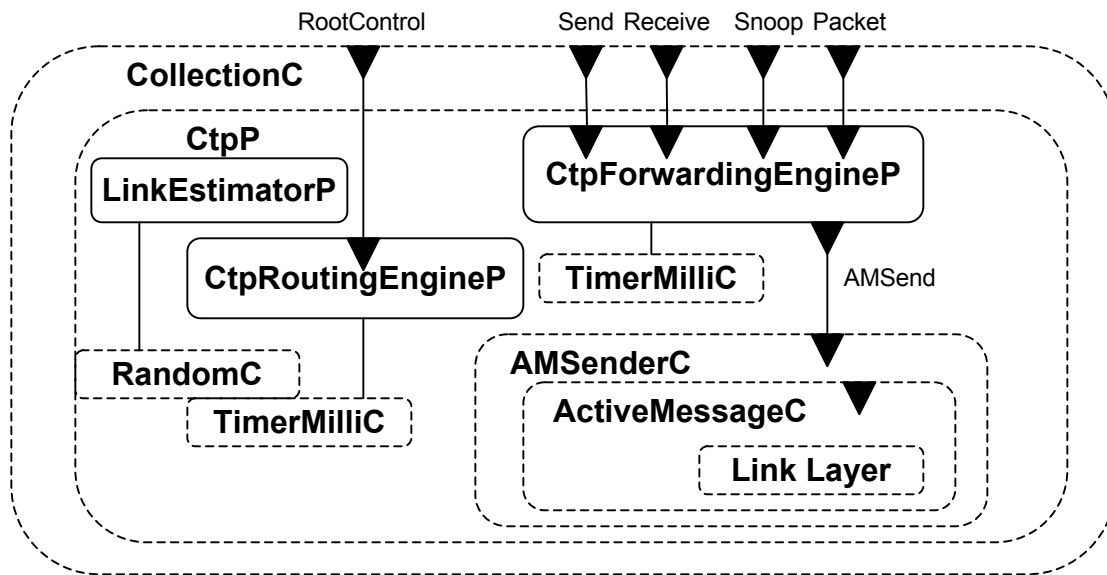 RootControl
Send Receive
Snoop Packet
CollectionC
CtpP
LinkEstimatorP
CtpForwardingEngineP
CtpRoutingEngineP
TimerMilliC
AMSend
RandomC
AMSenderC
TimerMilliC
ActiveMessageC
Link Layer